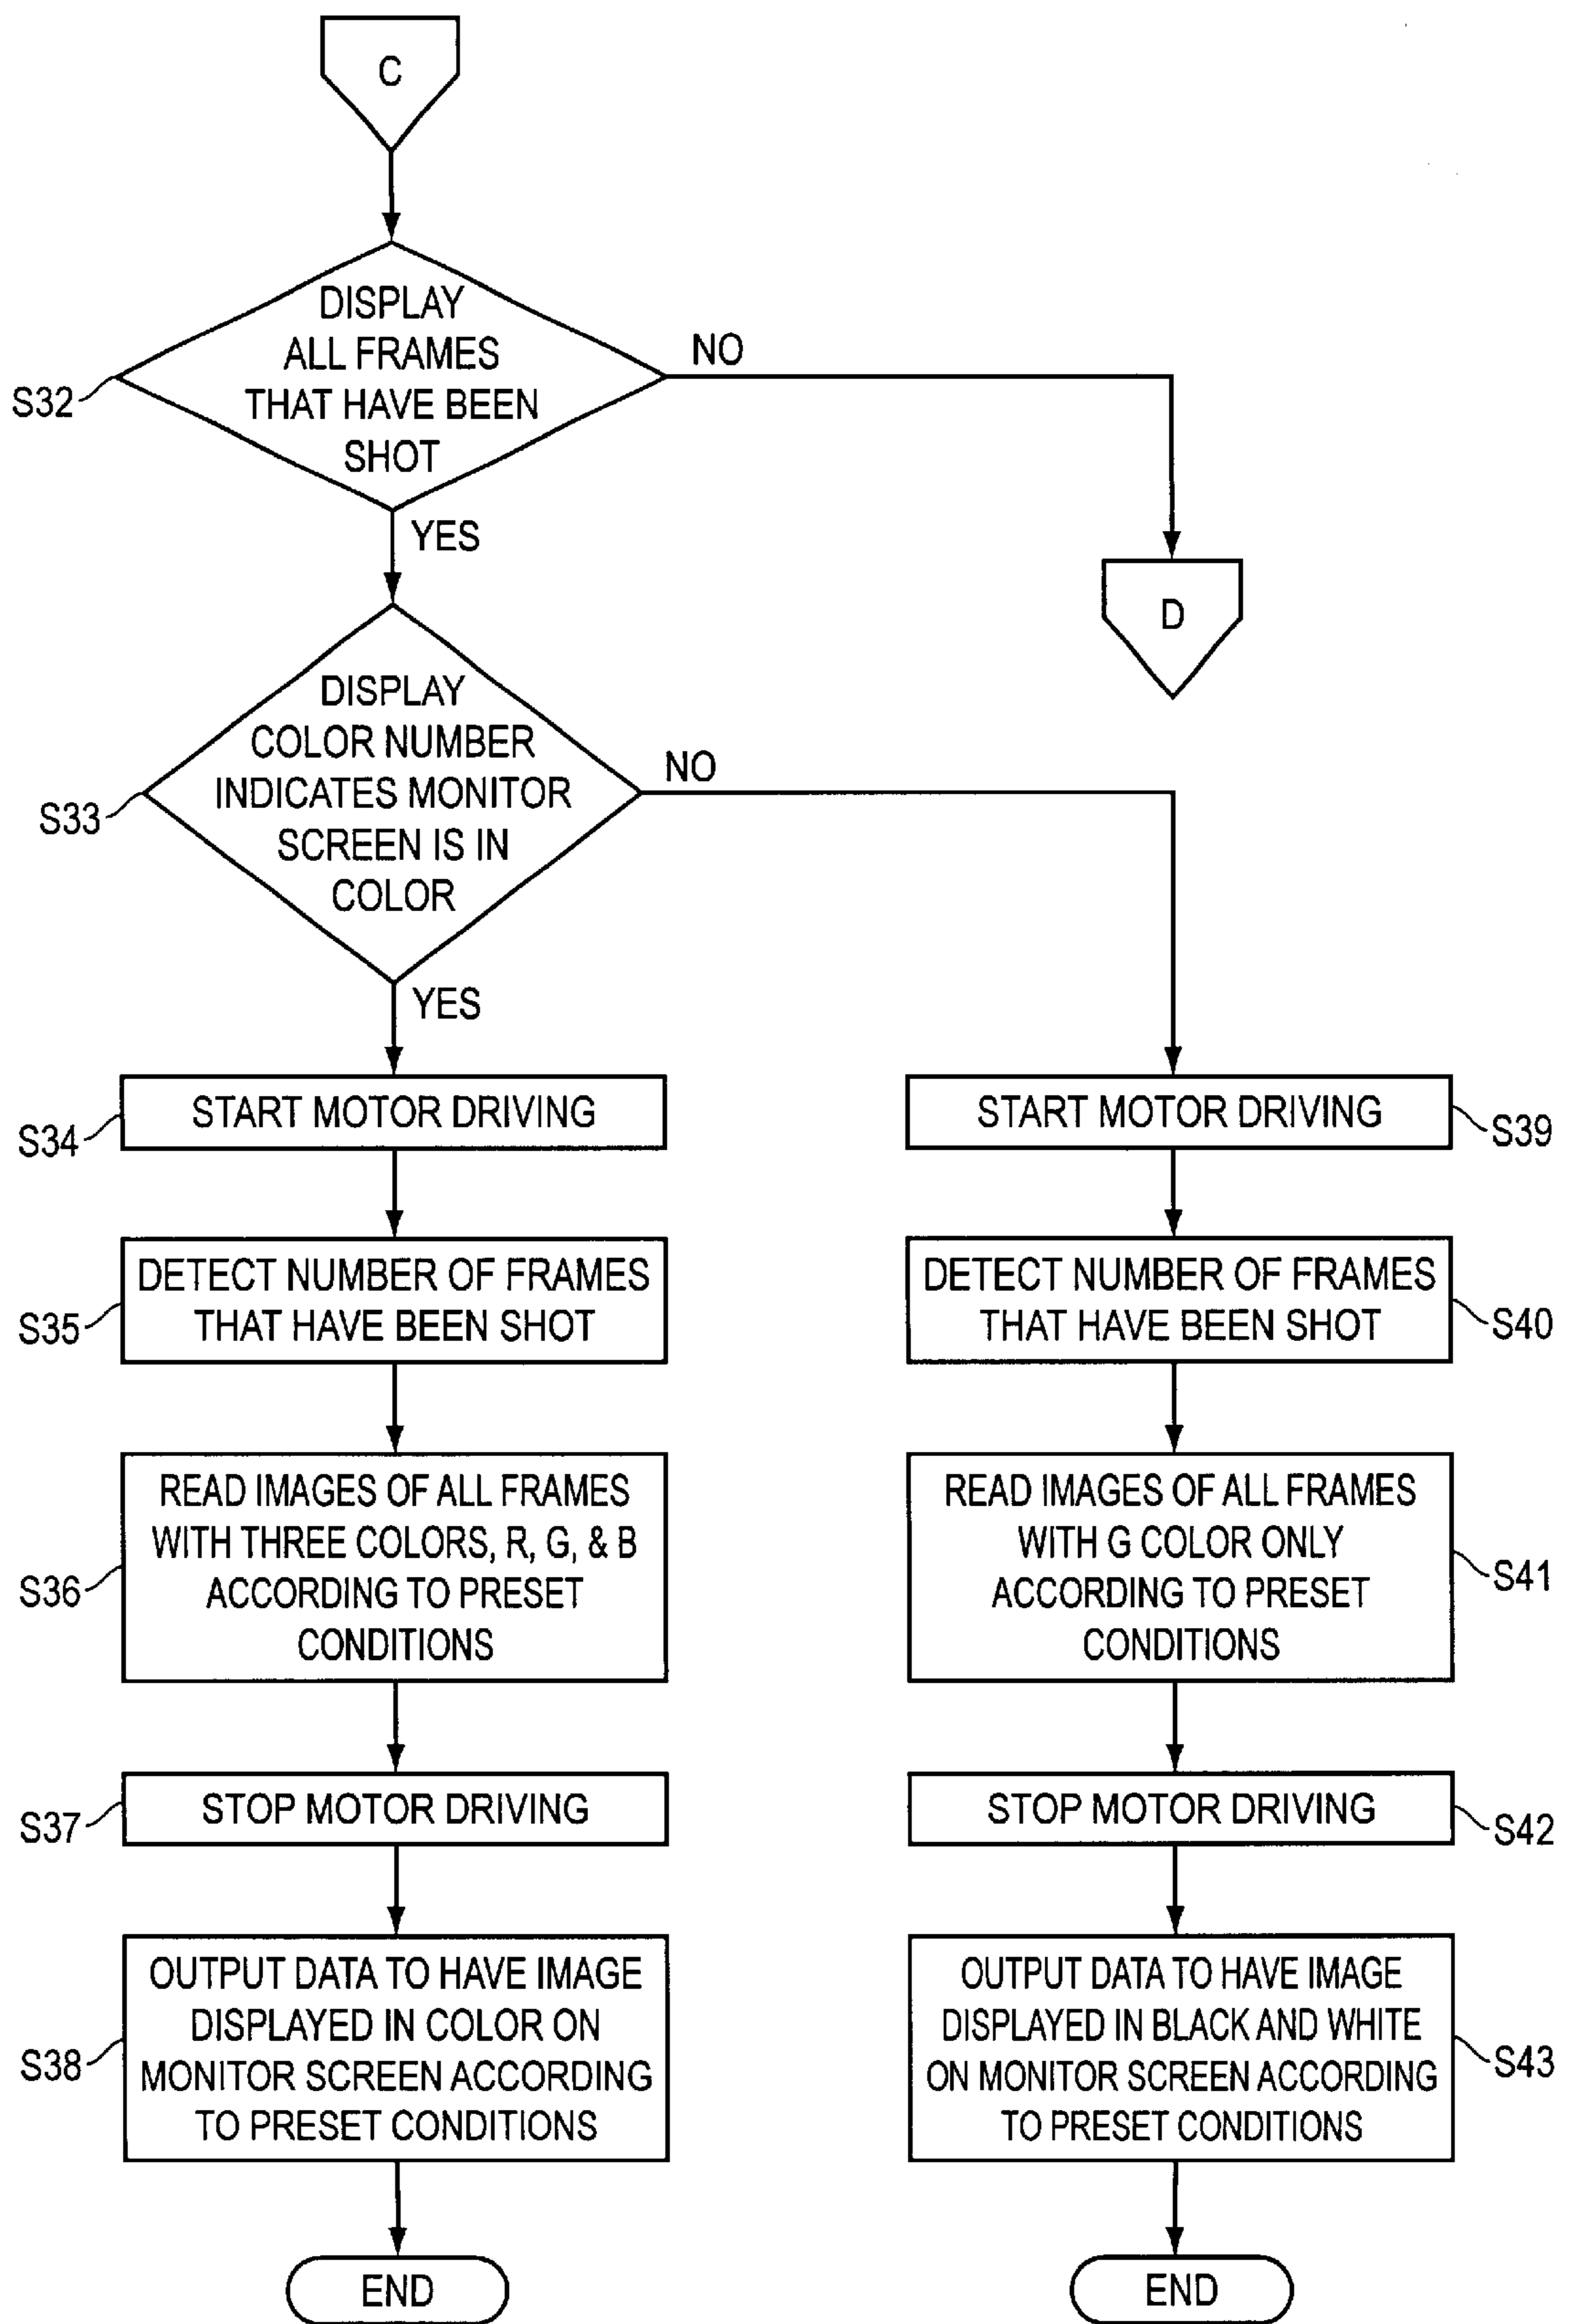 C
DISPLAY
ALL FRAMES
THAT HAVE BEEN
SHOT
S32
NO
YES
D
DISPLAY
COLOR NUMBER
INDICATES MONITOR
SCREEN IS IN
COLOR
S33
NO
YES
START MOTOR DRIVING
S34
DETECT NUMBER OF FRAMES
THAT HAVE BEEN SHOT
S35
READ IMAGES OF ALL FRAMES
WITH THREE COLORS, R, G, & B
ACCORDING TO PRESET
CONDITIONS
S36
STOP MOTOR DRIVING
S37
OUTPUT DATA TO HAVE IMAGE
DISPLAYED IN COLOR ON
MONITOR SCREEN ACCORDING
TO PRESET CONDITIONS
S38
END
START MOTOR DRIVING
S39
DETECT NUMBER OF FRAMES
THAT HAVE BEEN SHOT
S40
READ IMAGES OF ALL FRAMES
WITH G COLOR ONLY
ACCORDING TO PRESET
CONDITIONS
S41
STOP MOTOR DRIVING
S42
OUTPUT DATA TO HAVE IMAGE
DISPLAYED IN BLACK AND WHITE
ON MONITOR SCREEN ACCORDING
TO PRESET CONDITIONS
S43
END